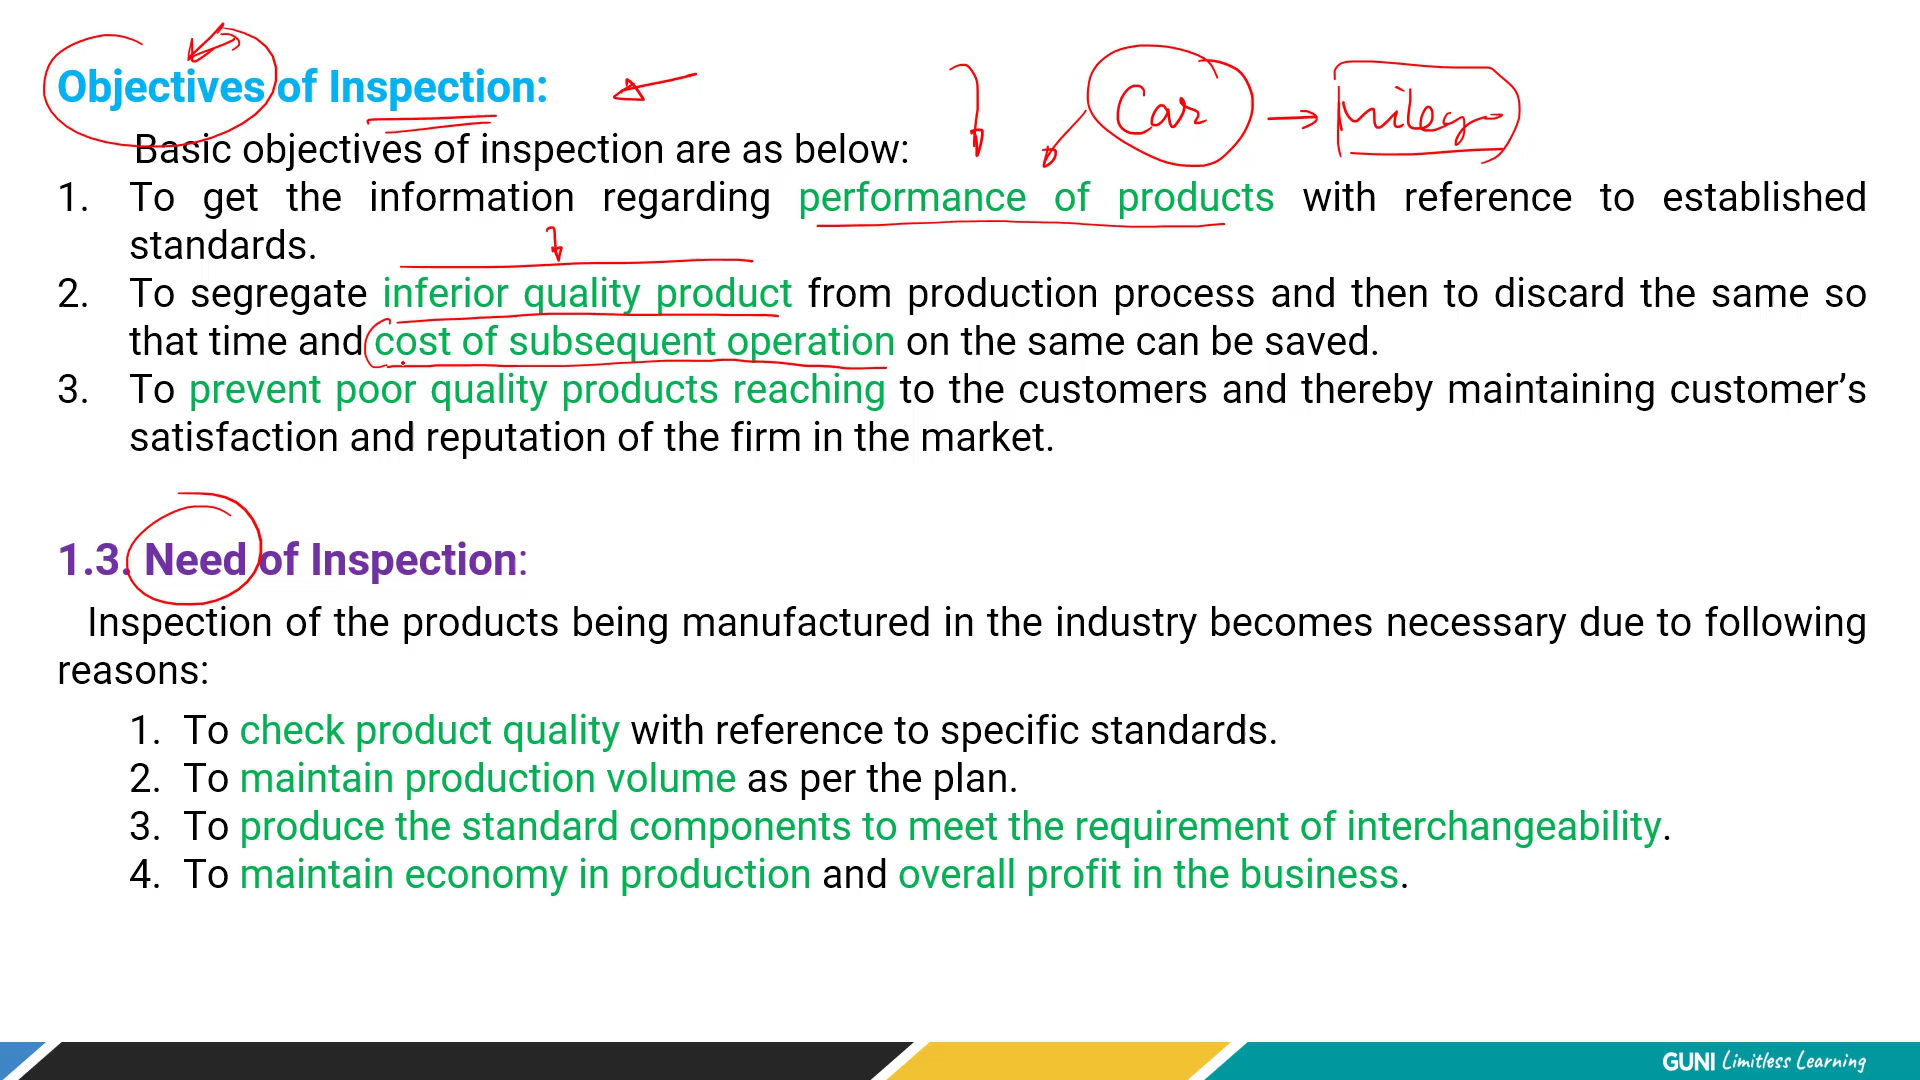 Objectives of Inspection:
Car → Mileage
Basic objectives of inspection are as below:
1. To get the information regarding performance of products with reference to established
standards.
2. To segregate inferior quality product from production process and then to discard the same so
that time and cost of subsequent operation on the same can be saved.
3. To prevent poor quality products reaching to the customers and thereby maintaining customer’s
satisfaction and reputation of the firm in the market.
1.3. Need of Inspection:
Inspection of the products being manufactured in the industry becomes necessary due to following
reasons:
1. To check product quality with reference to specific standards.
2. To maintain production volume as per the plan.
3. To produce the standard components to meet the requirement of interchangeability.
4. To maintain economy in production and overall profit in the business.
GUNI Limitless Learning